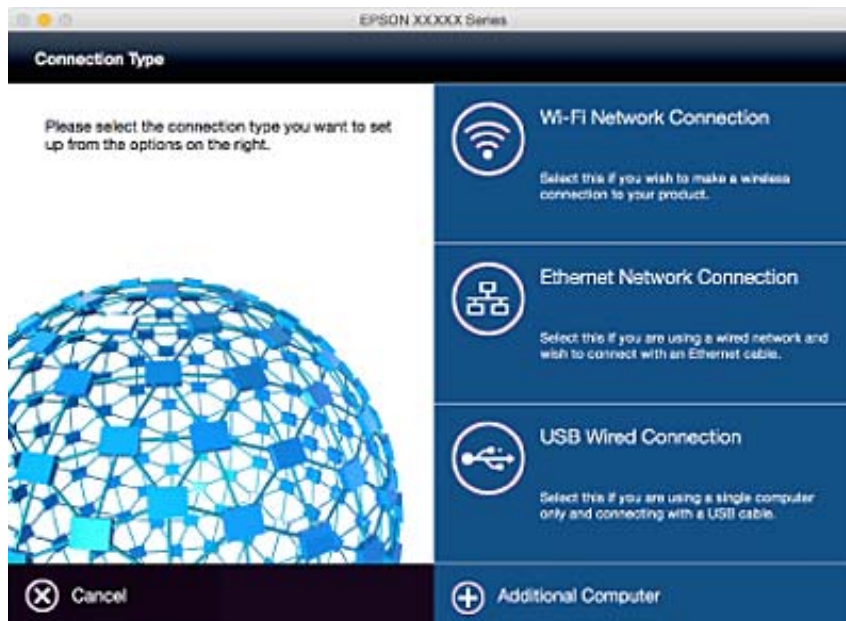 EPSON XXXXX Series
Connection Type
Please select the connection type you want to set
up from the options on the right.
Wi-Fi Network Connection
Select this if you wish to make a wireless
connection to your product.
Ethernet Network Connection
Select this if you are using a wired network and
wish to connect with an Ethernet cable.
USB Wired Connection
Select this if you are using a single computer
only and connecting with a USB cable.
Cancel
Additional Computer